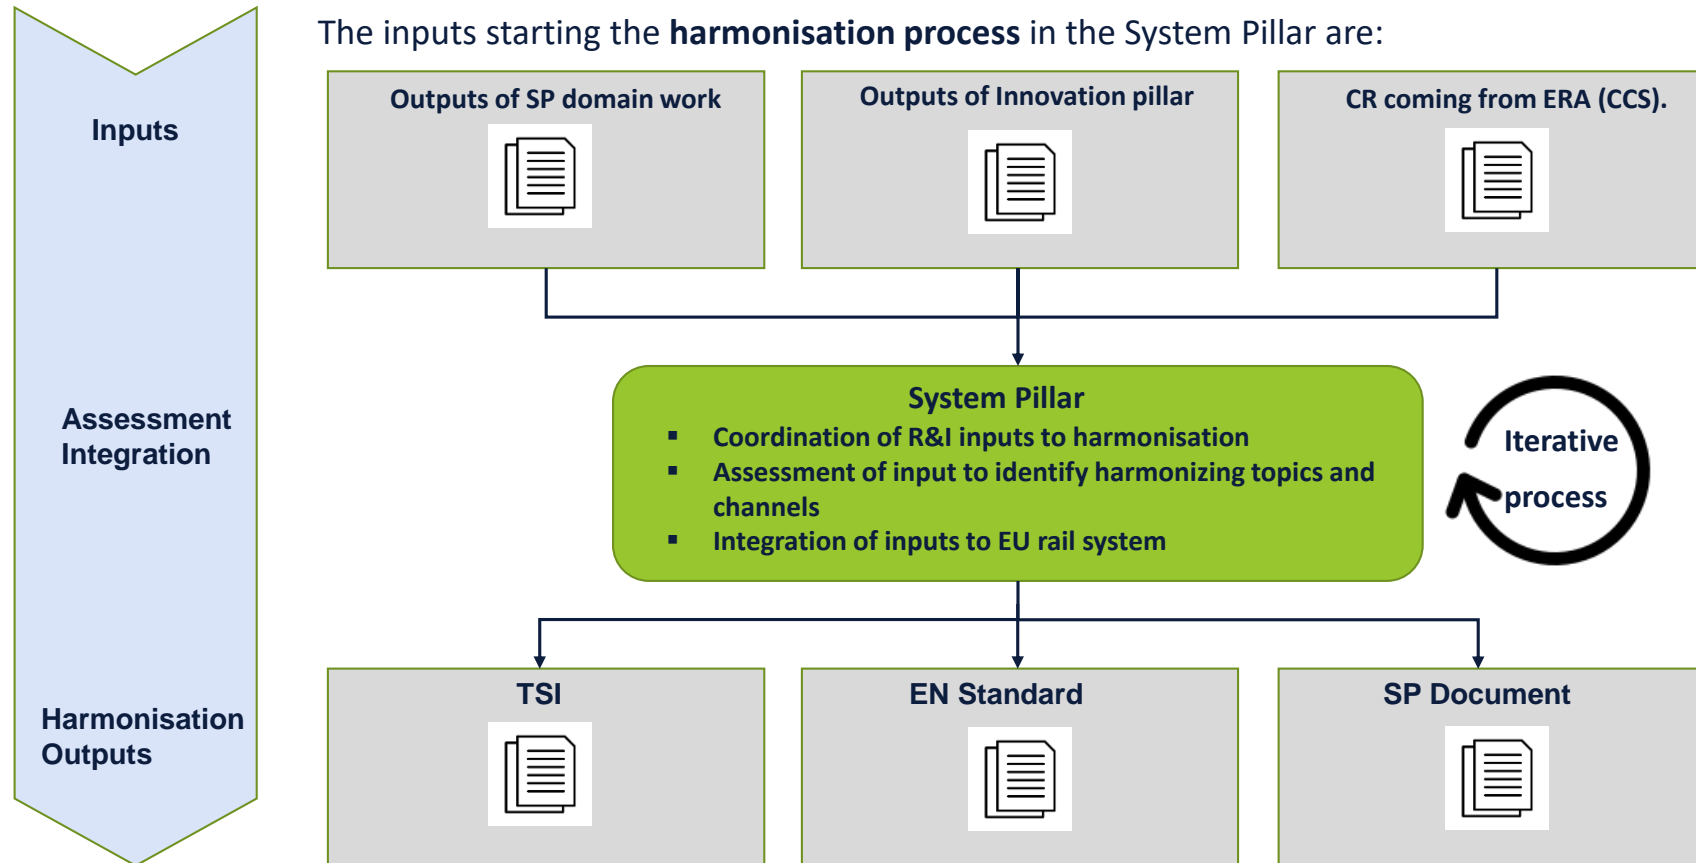 The inputs starting the harmonisation process in the System Pillar are:
Inputs
Outputs of SP domain work
Outputs of Innovation pillar
CR coming from ERA (CCS).
Assessment
Integration
System Pillar
▪ Coordination of R&I inputs to harmonisation
▪ Assessment of input to identify harmonizing topics and
channels
▪ Integration of inputs to EU rail system
Iterative
process
Harmonisation
Outputs
TSI
EN Standard
SP Document